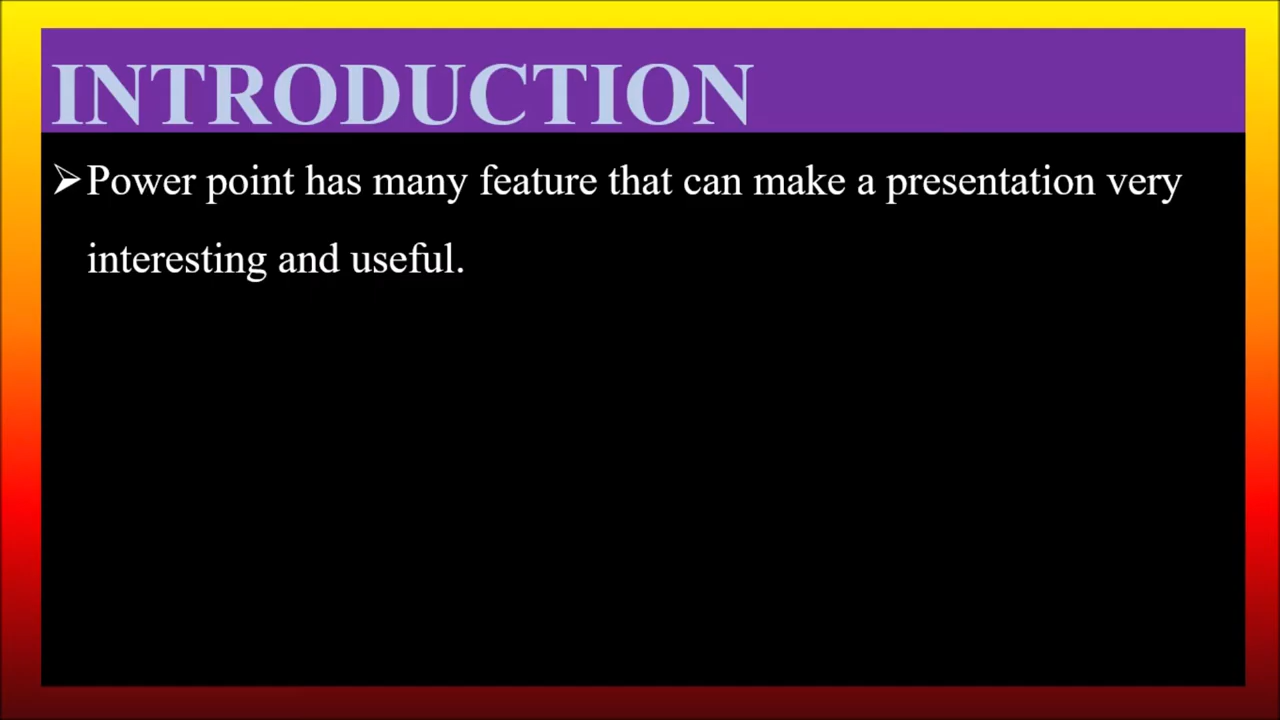 INTRODUCTION
➢Power point has many feature that can make a presentation very
interesting and useful.